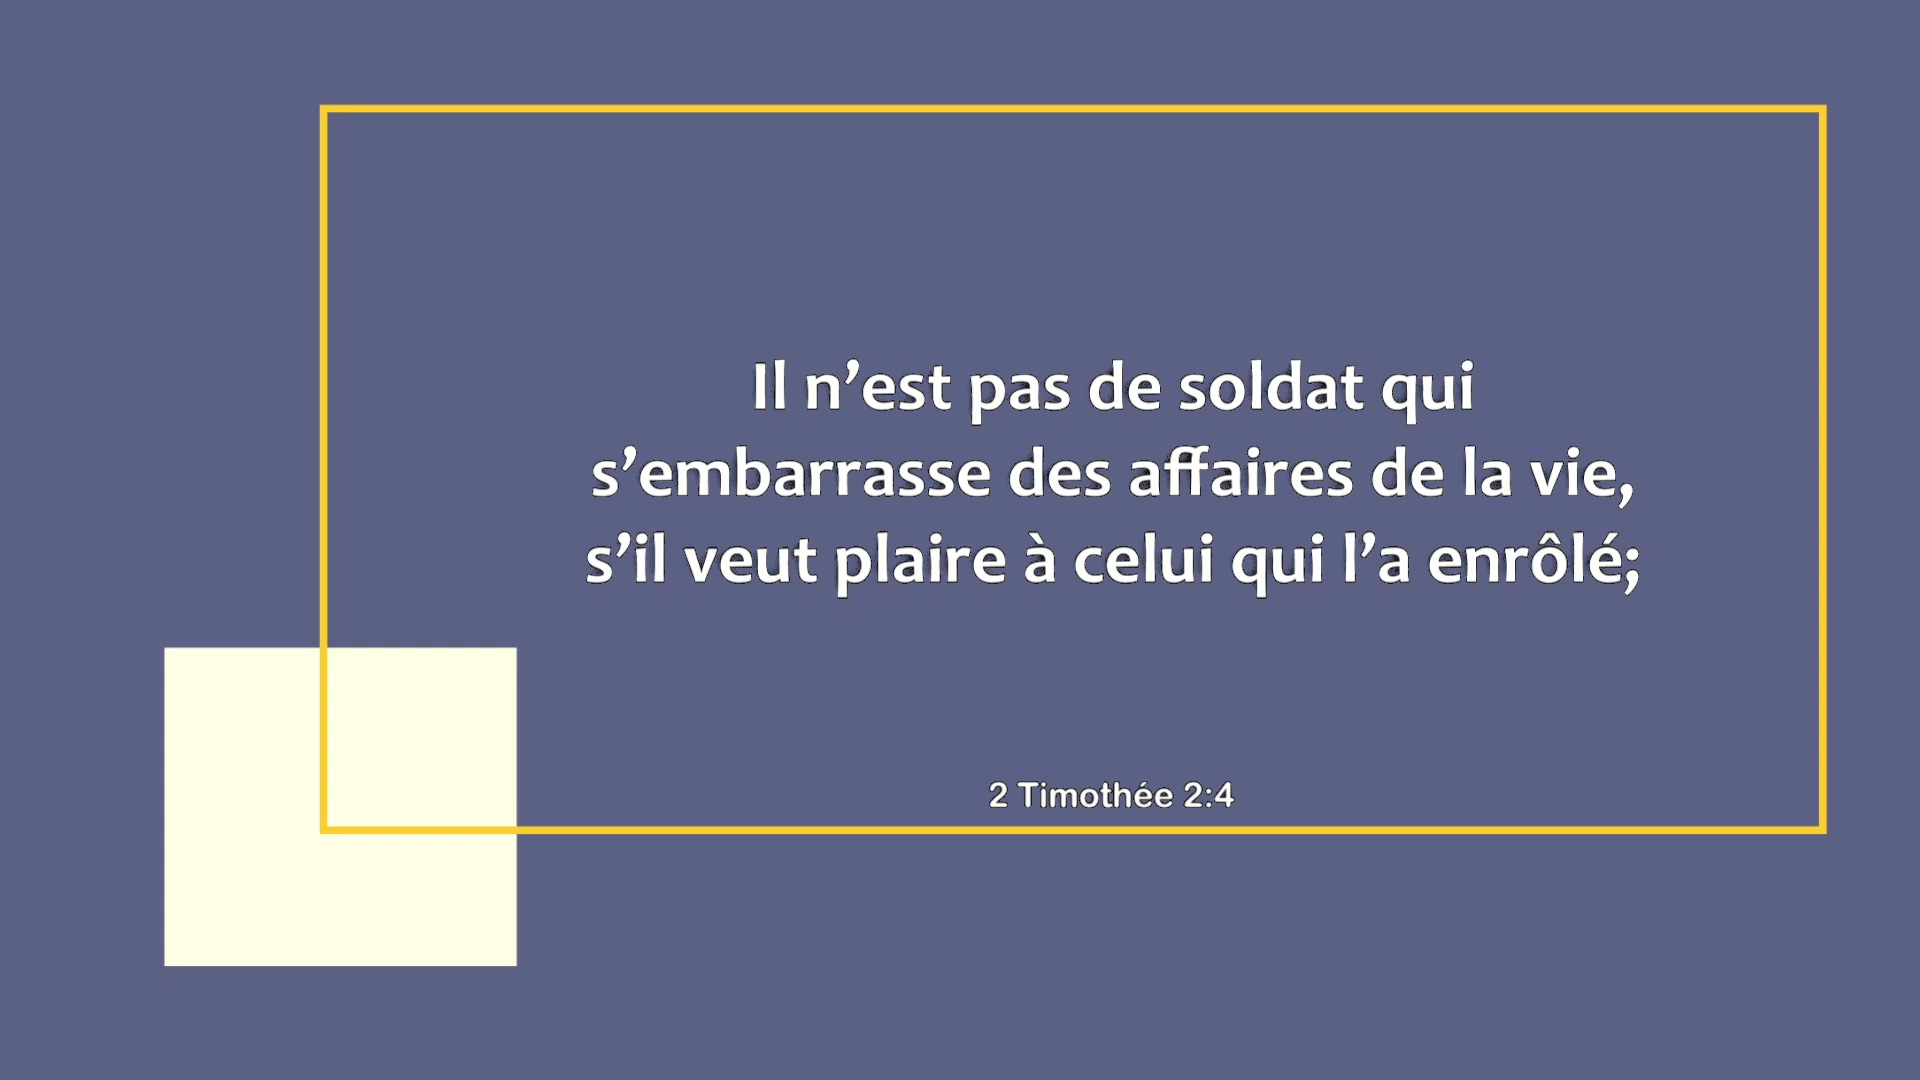 Il n’est pas de soldat qui
s’embarrasse des affaires de la vie,
s’il veut plaire à celui qui l’a enrôlé;
2 Timothée 2:4